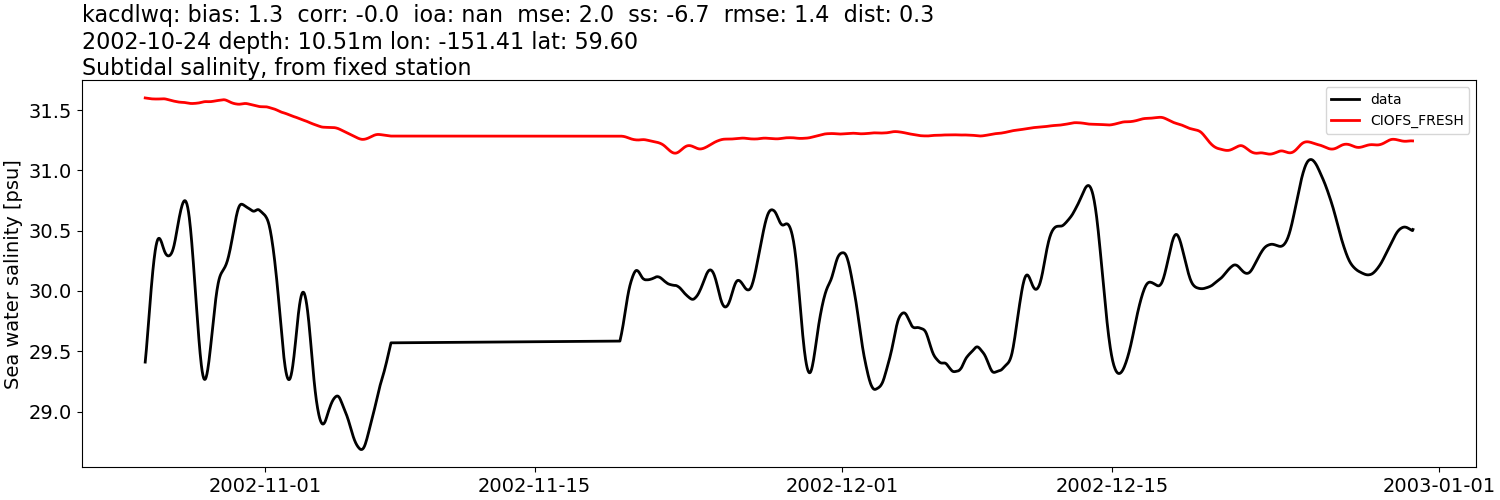 kacdlwq: bias: 1.3  corr: -0.0  ioa: nan  mse: 2.0  ss: -6.7  rmse: 1.4  dist: 0.3
2002-10-24 depth: 10.51m lon: -151.41 lat: 59.60
Subtidal salinity, from fixed station
Sea water salinity [psu]
31.5
31.0
30.5
30.0
29.5
29.0
data
CIOFS_FRESH
2002-11-01
2002-11-15
2002-12-01
2002-12-15
2003-01-01